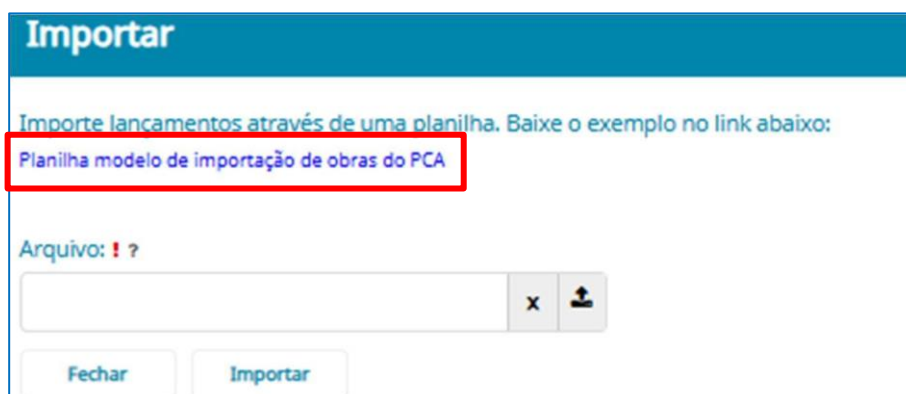 Importar
Importe lançamentos através de uma planilha. Baixe o exemplo no link abaixo:
Planilha modelo de importação de obras do PCA
Arquivo: ! ?
x
Fechar Importar